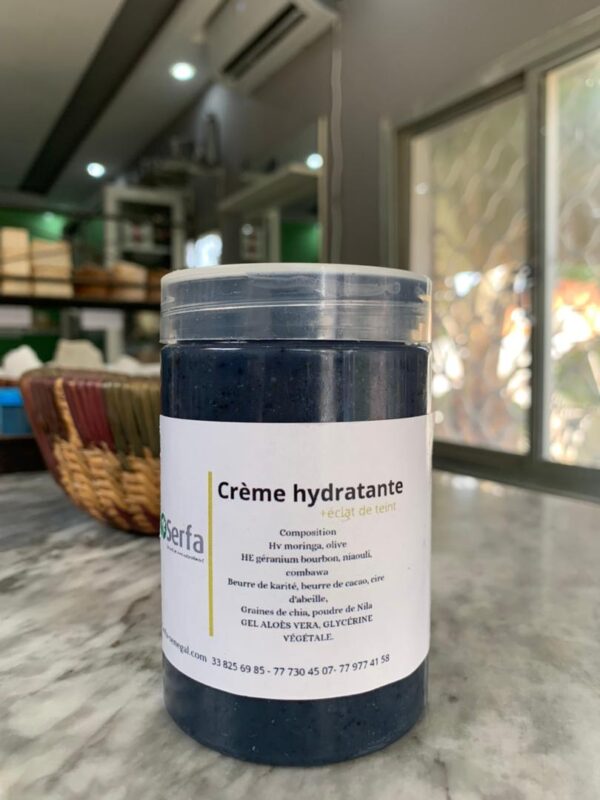 Crème hydratante
+éclat de teint
Serfa
Composition
Hv moringa, olive
HE géranium bourbon, niaouli,
combawa
Beurre de karité, beurre de cacao, cire
d'abeille,
Graines de chia, poudre de Nila
GEL ALOÈS VERA, GLYCÉRINE
VÉGÉTALE.
33 825 69 85 - 77 730 45 07- 77 977 41 58